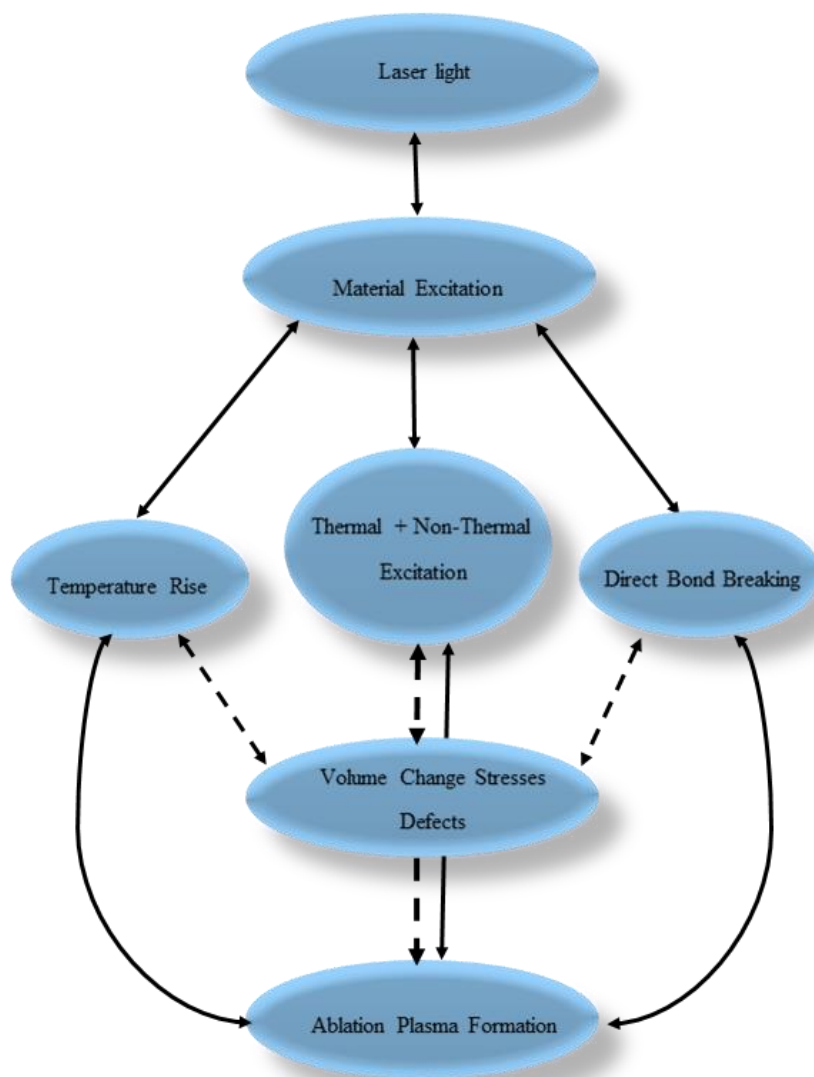 Laser light
Material Excitation
Thermal + Non-Thermal
Excitation
Temperature Rise
Direct Bond Breaking
Volume Change Stresses
Defects
Ablation Plasma Formation